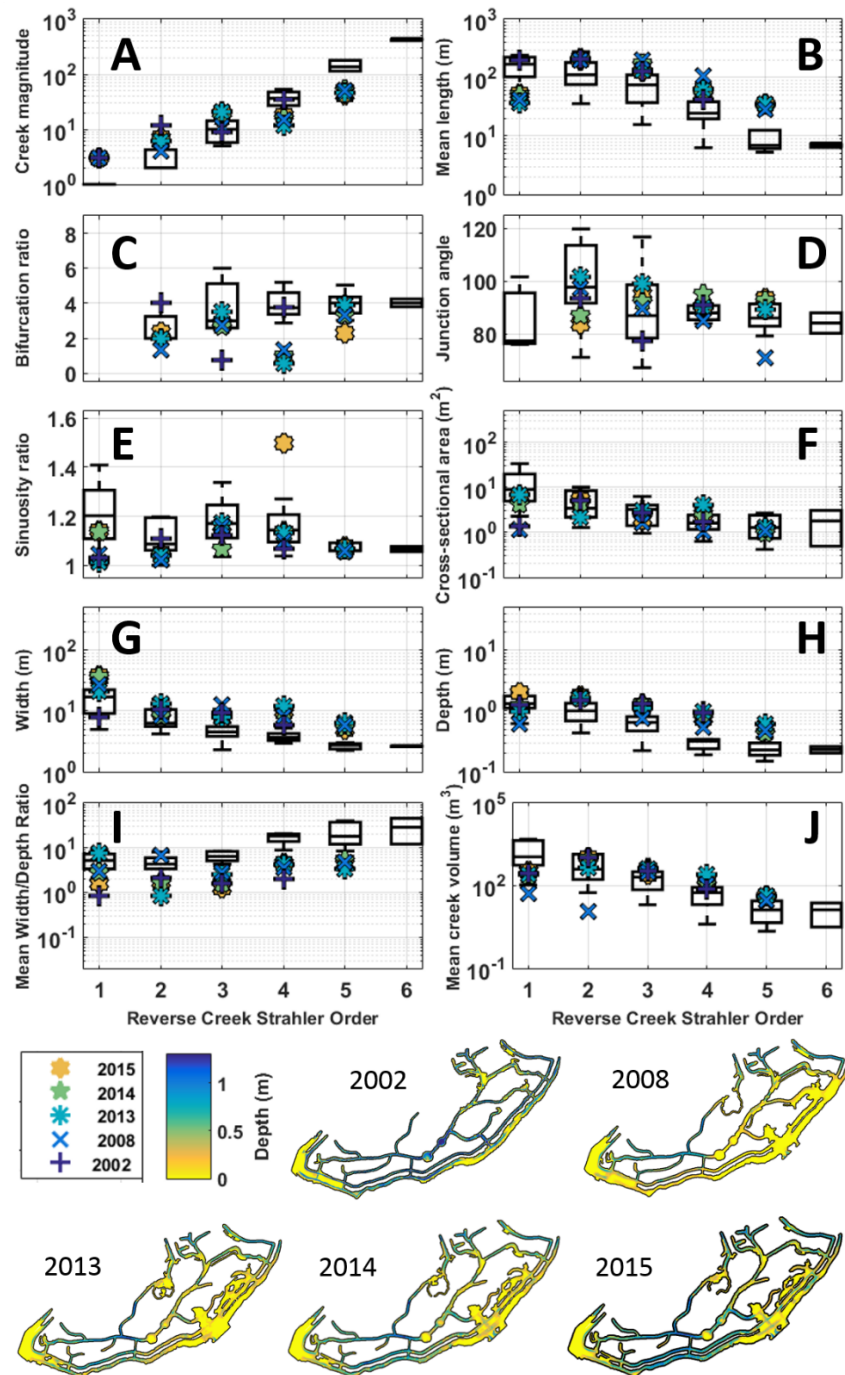 A
Creek magnitude
10^3
10^2
10^1
10^0
B
Mean length (m)
10^3
10^2
10^1
10^0
C
Bifurcation ratio
8
6
4
2
0
D
Junction angle
120
100
80
E
Sinuosity ratio
1.6
1.4
1.2
1
F
Cross-sectional area (m^2)
10^2
10^1
10^0
10^-1
G
Width (m)
10^2
10^1
10^0
H
Depth (m)
10^1
10^0
10^-1
I
Mean Width/Depth Ratio
10^2
10^1
10^0
10^-1
J
Mean creek volume (m^3)
10^5
10^2
10^-1
1 2 3 4 5 6
Reverse Creek Strahler Order
1 2 3 4 5 6
Reverse Creek Strahler Order
2015
2014
2013
2008
2002
1
0.5
0
Depth (m)
2002
2008
2013
2014
2015